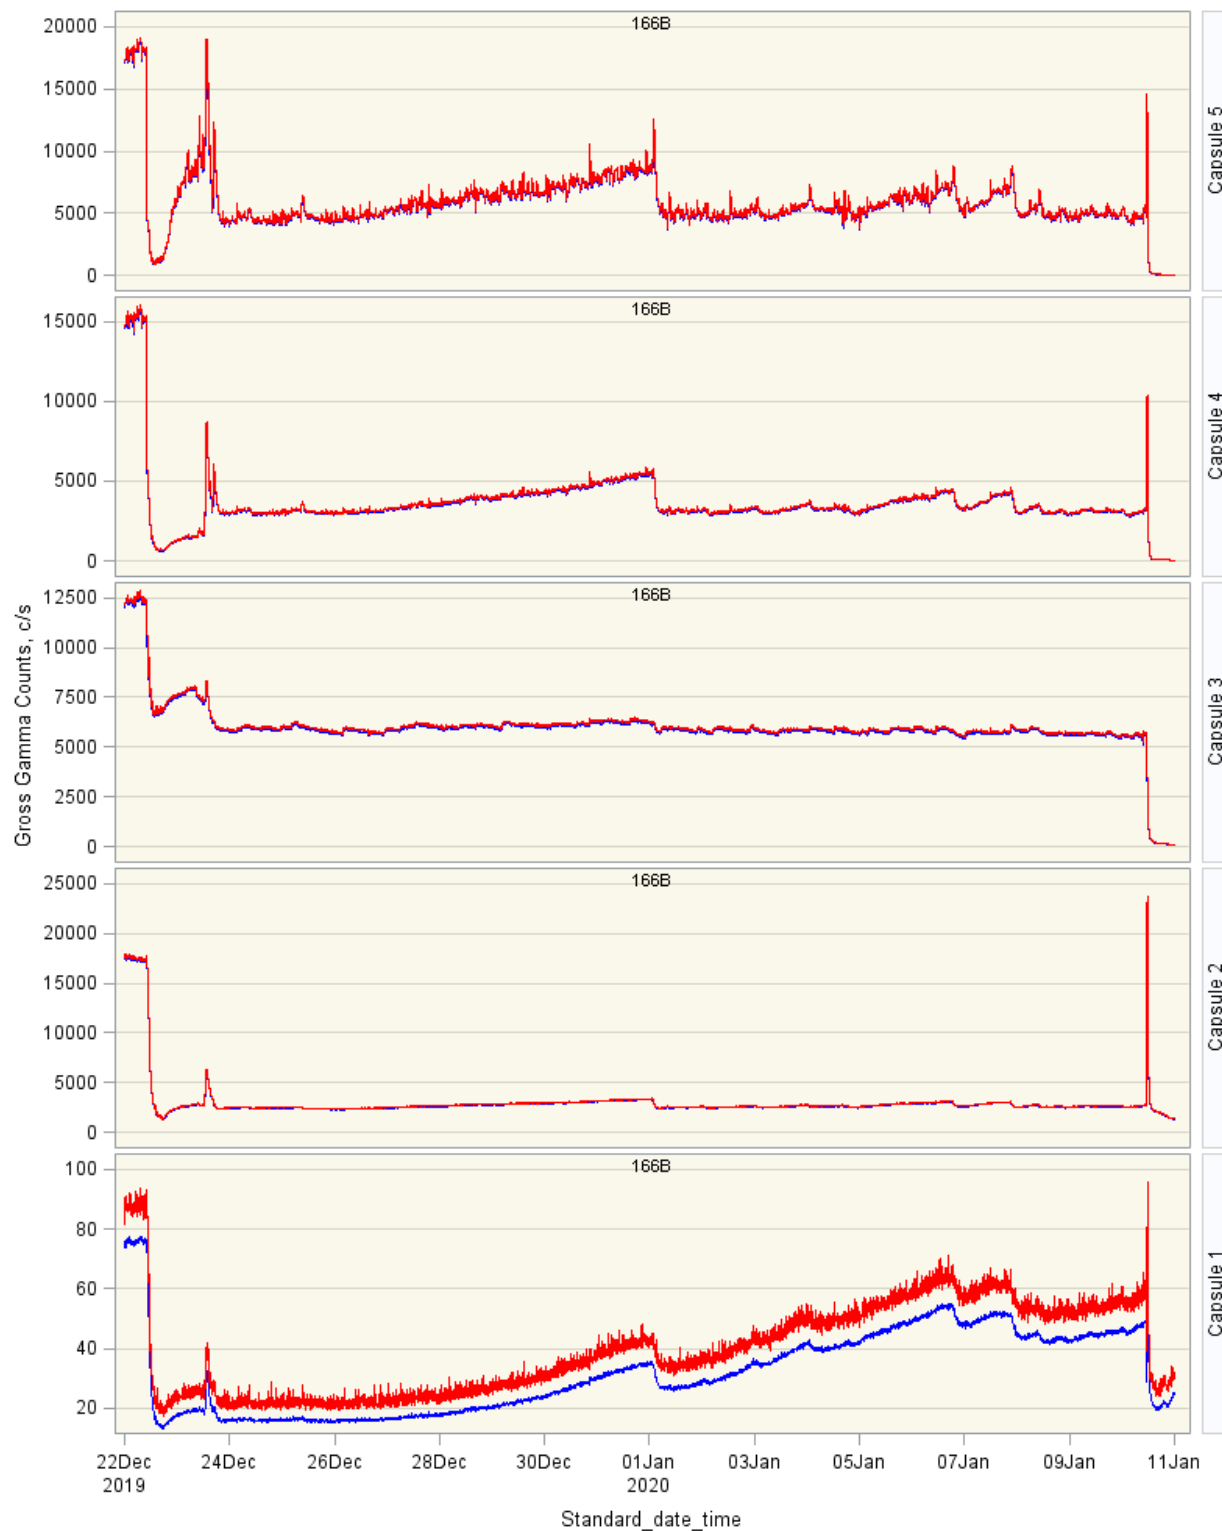 166B
20000
15000
10000
5000
0
Capsule 5
166B
15000
10000
5000
0
Capsule 4
166B
12500
10000
7500
5000
2500
0
Capsule 3
Gross Gamma Counts, c/s
166B
25000
20000
15000
10000
5000
0
Capsule 2
166B
100
80
60
40
20
Capsule 1
22Dec 24Dec 26Dec 28Dec 30Dec 01Jan 03Jan 05Jan 07Jan 09Jan 11Jan
2019 2020
Standard_date_time